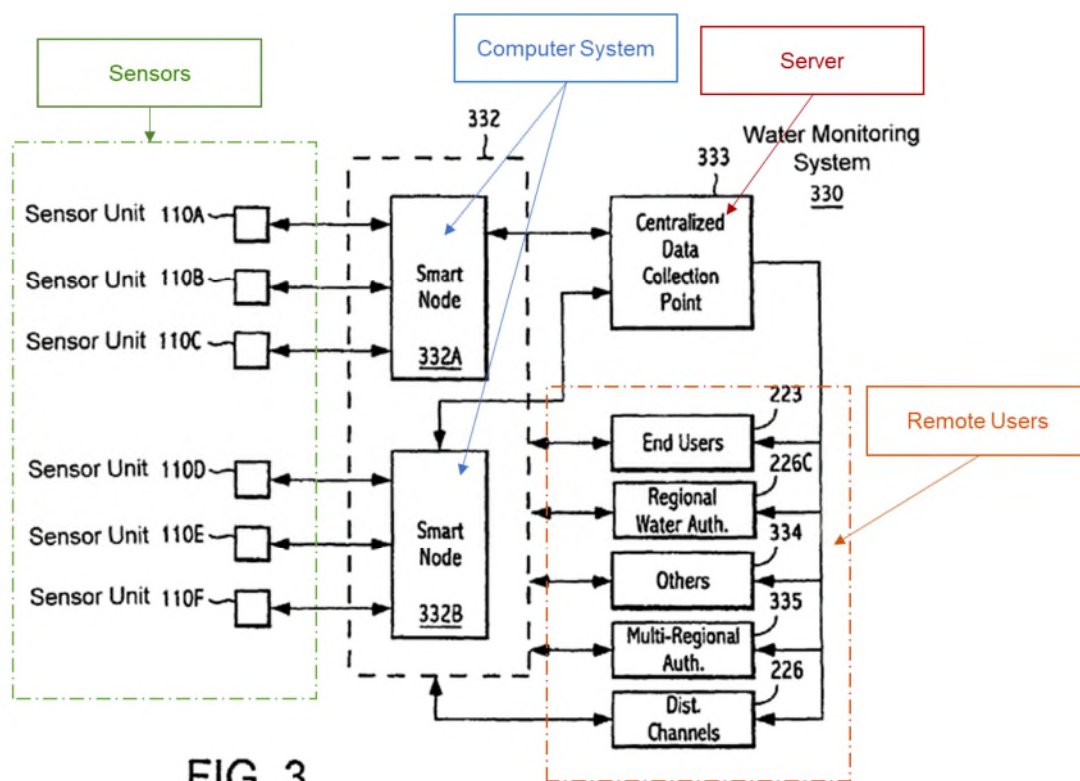 Sensors
Computer System
Server
332
Water Monitoring
System
330
333
Sensor Unit 110A
Sensor Unit 110B
Sensor Unit 110C
Smart
Node
332A
Centralized
Data
Collection
Point
Remote Users
223
End Users
226C
Regional
Water Auth.
334
Others
335
Multi-Regional
Auth.
226
Dist.
Channels
Sensor Unit 110D
Sensor Unit 110E
Sensor Unit 110F
Smart
Node
332B
FIG. 3